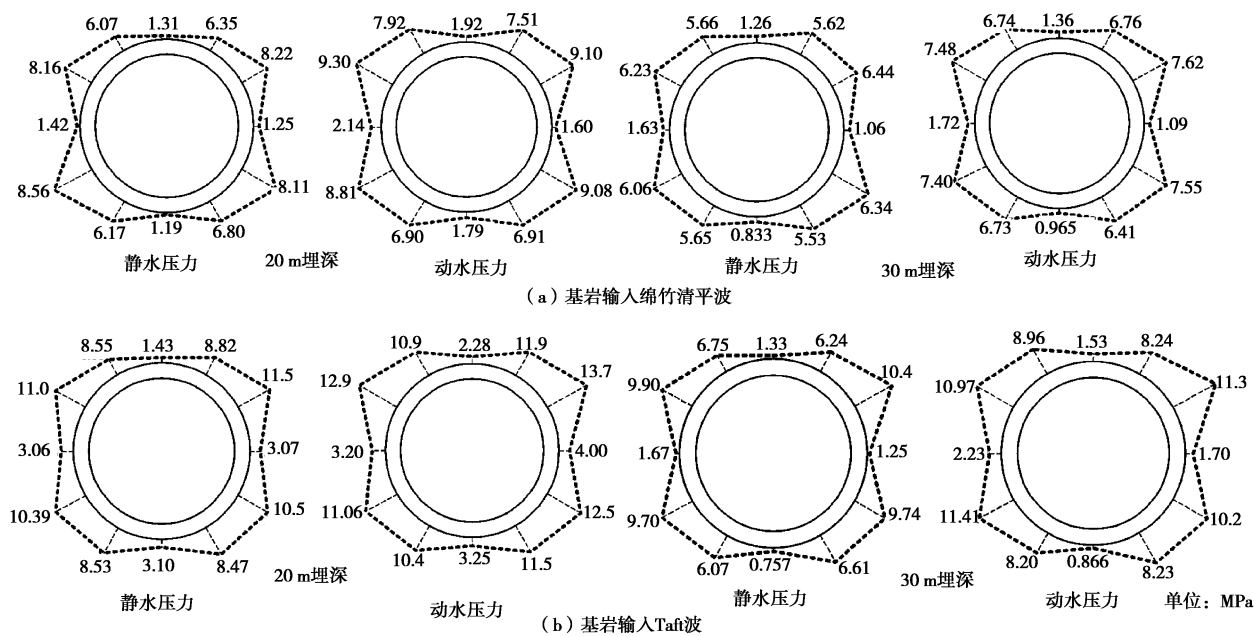 6.07 1.31 6.35 7.92 1.92 7.51 5.66 1.26 5.62 6.74 1.36 6.76
8.16 8.22 9.30 9.10 6.23 6.44 7.48 7.62
1.42 1.25 2.14 1.60 1.63 1.06 1.72 1.09
8.56 8.11 8.81 9.08 6.06 6.34 7.40 7.55
6.17 1.19 6.80 6.90 1.79 6.91 5.65 0.833 5.53 6.73 0.965 6.41
静水压力 20 m埋深 动水压力 静水压力 30 m埋深 动水压力
（a）基岩输入绵竹清平波
8.55 1.43 8.82 10.9 2.28 11.9 6.75 1.33 6.24 8.96 1.53 8.24
11.0 11.5 12.9 13.7 9.90 10.4 10.97 11.3
3.06 3.07 3.20 4.00 1.67 1.25 2.23 1.70
10.39 10.5 11.06 12.5 9.70 9.74 11.41 10.2
8.53 3.10 8.47 10.4 3.25 11.5 6.07 0.757 6.61 8.20 0.866 8.23
静水压力 20 m埋深 动水压力 静水压力 30 m埋深 动水压力 单位：MPa
（b）基岩输入Taft波